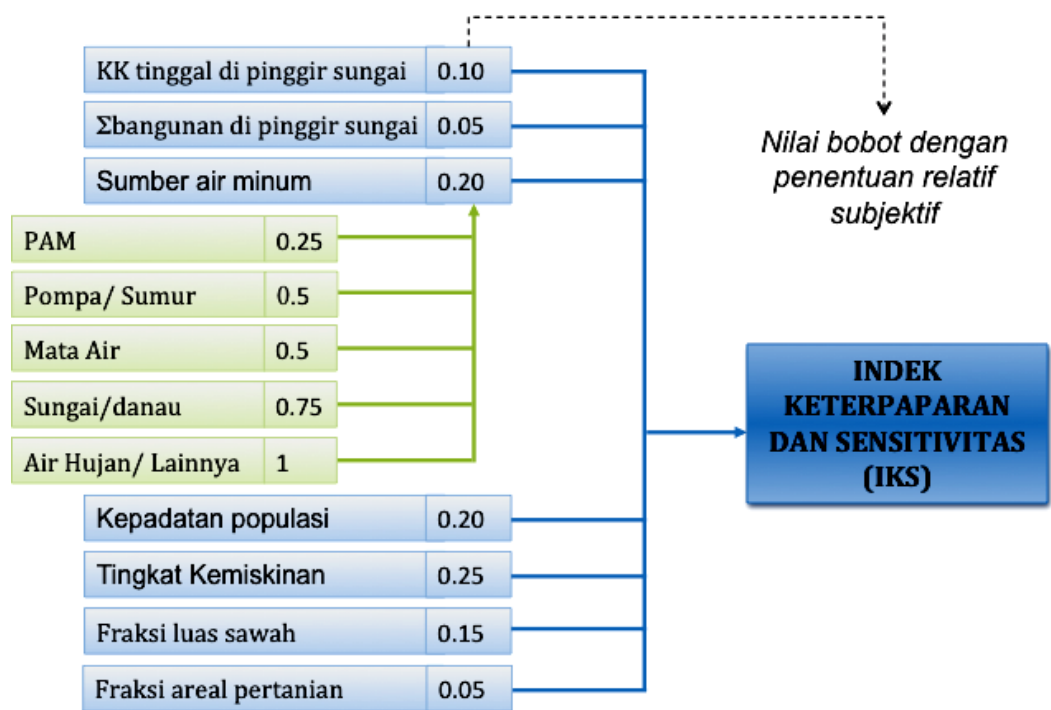 KK tinggal di pinggir sungai 0.10
Σbangunan di pinggir sungai 0.05
Sumber air minum 0.20
PAM 0.25
Pompa/ Sumur 0.5
Mata Air 0.5
Sungai/danau 0.75
Air Hujan/ Lainnya 1
Kepadatan populasi 0.20
Tingkat Kemiskinan 0.25
Fraksi luas sawah 0.15
Fraksi areal pertanian 0.05
Nilai bobot dengan
penentuan relatif
subjektif
INDEK
KETERPAPARAN
DAN SENSITIVITAS
(IKS)